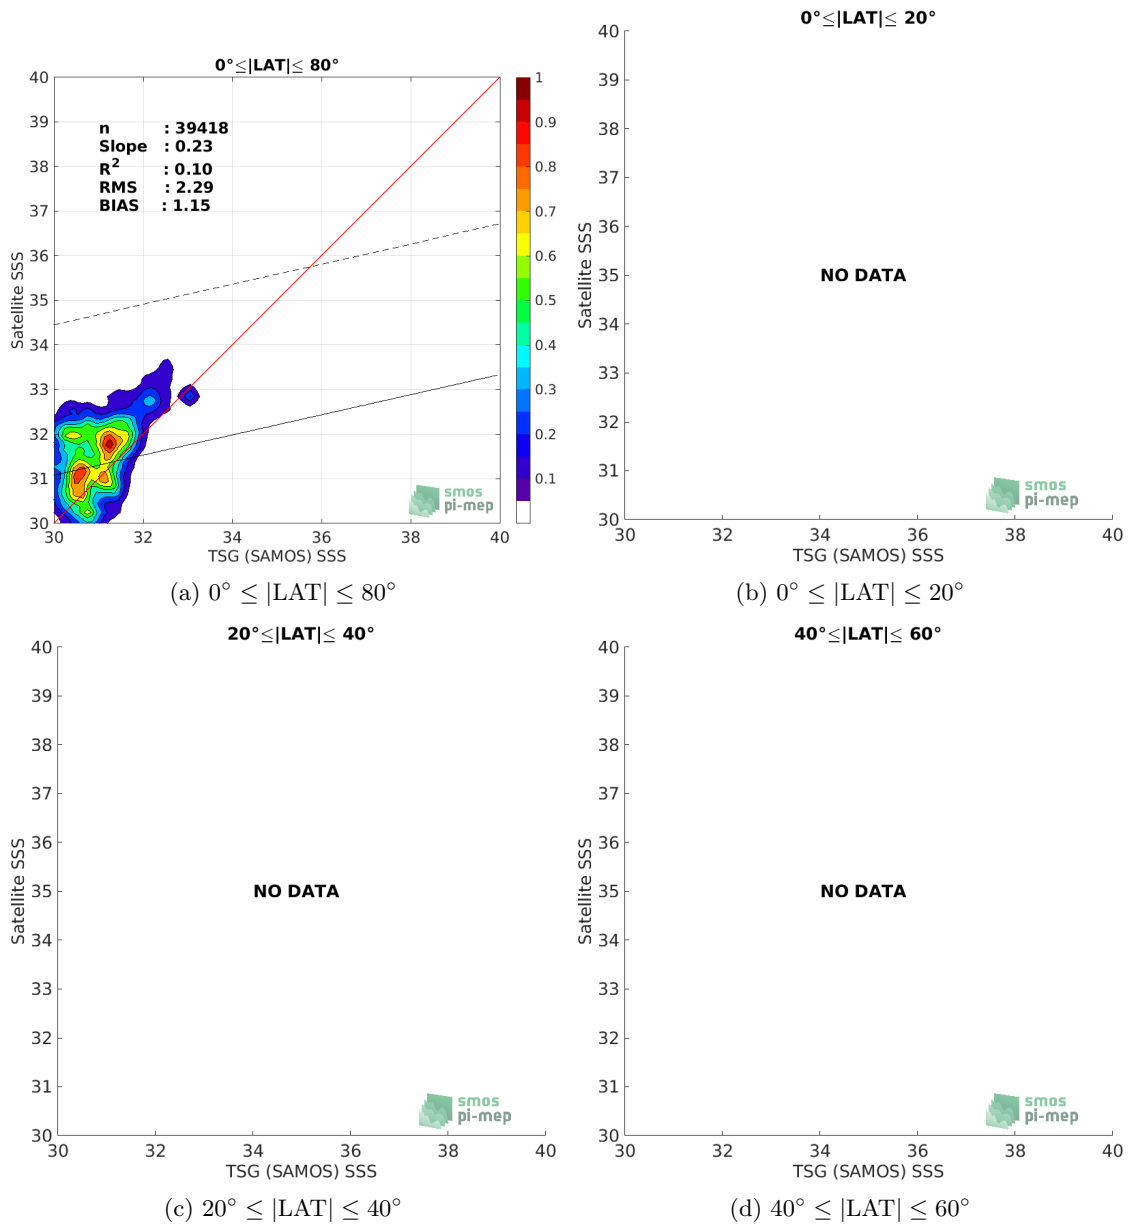 0°≤|LAT|≤ 80°
40
39
38
37
36
35
34
33
32
31
30
Satellite SSS
n : 39418
Slope : 0.23
R2 : 0.10
RMS : 2.29
BIAS : 1.15
1
0.9
0.8
0.7
0.6
0.5
0.4
0.3
0.2
0.1
smos
pi-mep
30 32 34 36 38 40
TSG (SAMOS) SSS
(a) 0° ≤ |LAT| ≤ 80°
0°≤|LAT|≤ 20°
40
39
38
37
36
35
34
33
32
31
30
Satellite SSS
NO DATA
smos
pi-mep
30 32 34 36 38 40
TSG (SAMOS) SSS
(b) 0° ≤ |LAT| ≤ 20°
20°≤|LAT|≤ 40°
40
39
38
37
36
35
34
33
32
31
30
Satellite SSS
NO DATA
smos
pi-mep
30 32 34 36 38 40
TSG (SAMOS) SSS
(c) 20° ≤ |LAT| ≤ 40°
40°≤|LAT|≤ 60°
40
39
38
37
36
35
34
33
32
31
30
Satellite SSS
NO DATA
smos
pi-mep
30 32 34 36 38 40
TSG (SAMOS) SSS
(d) 40° ≤ |LAT| ≤ 60°